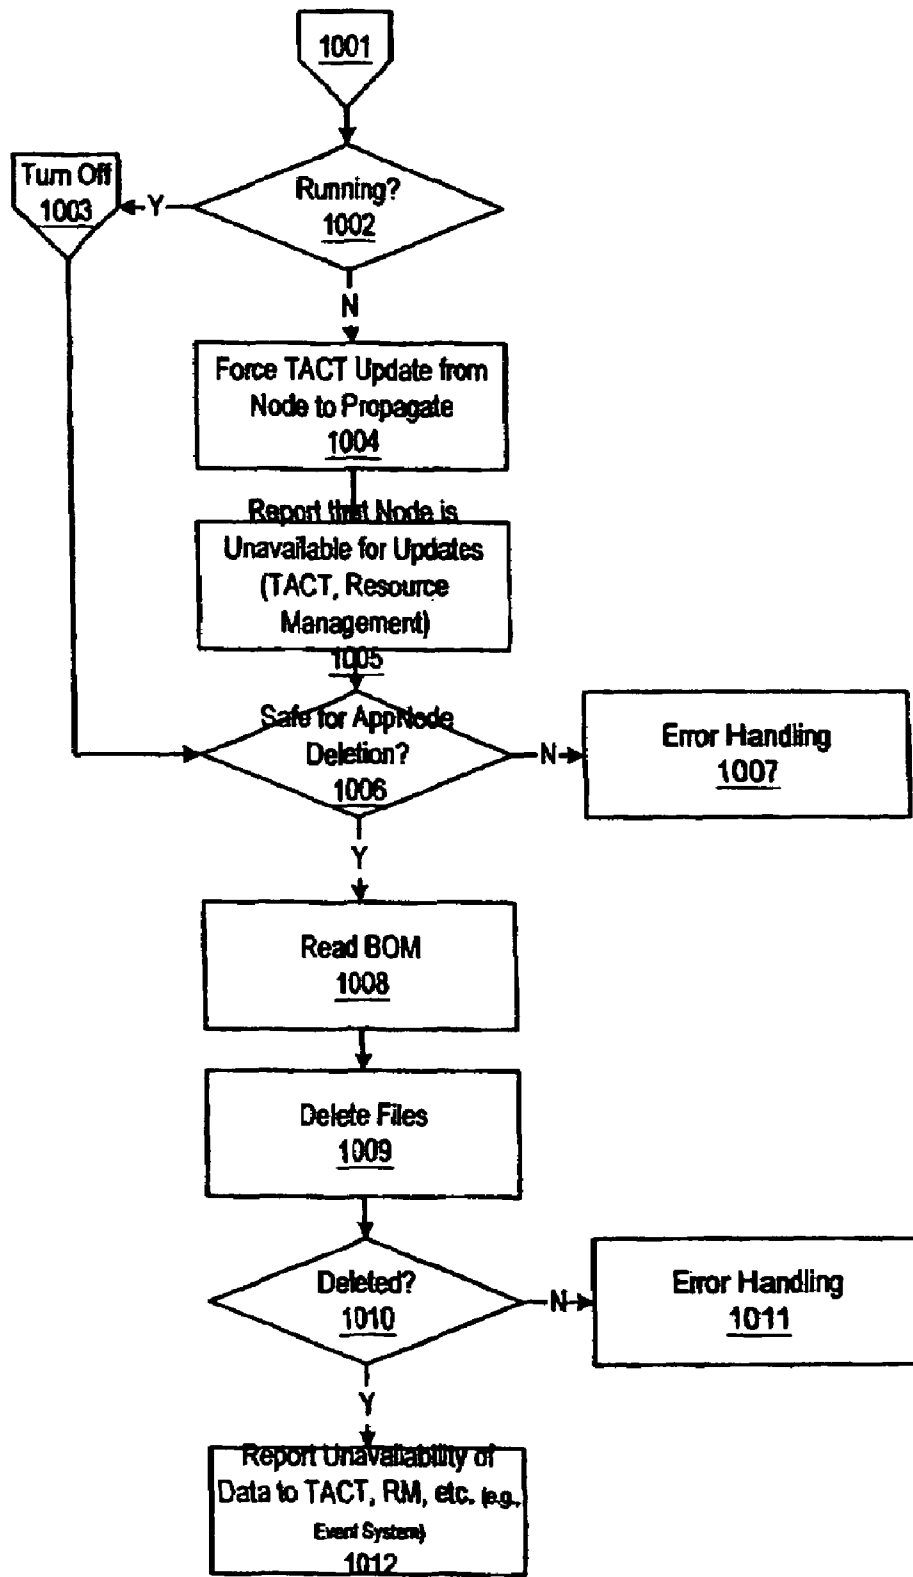 1001
Running?
1002
Y
Turn Off
1003
N
Force TACT Update from
Node to Propagate
1004
Report that Node is
Unavailable for Updates
(TACT, Resource
Management)
1005
Safe for AppNode
Deletion?
1006
N
Error Handling
1007
Y
Read BOM
1008
Delete Files
1009
Deleted?
1010
N
Error Handling
1011
Y
Report Unavailability of
Data to TACT, RM, etc. (e.g.,
Event System)
1012